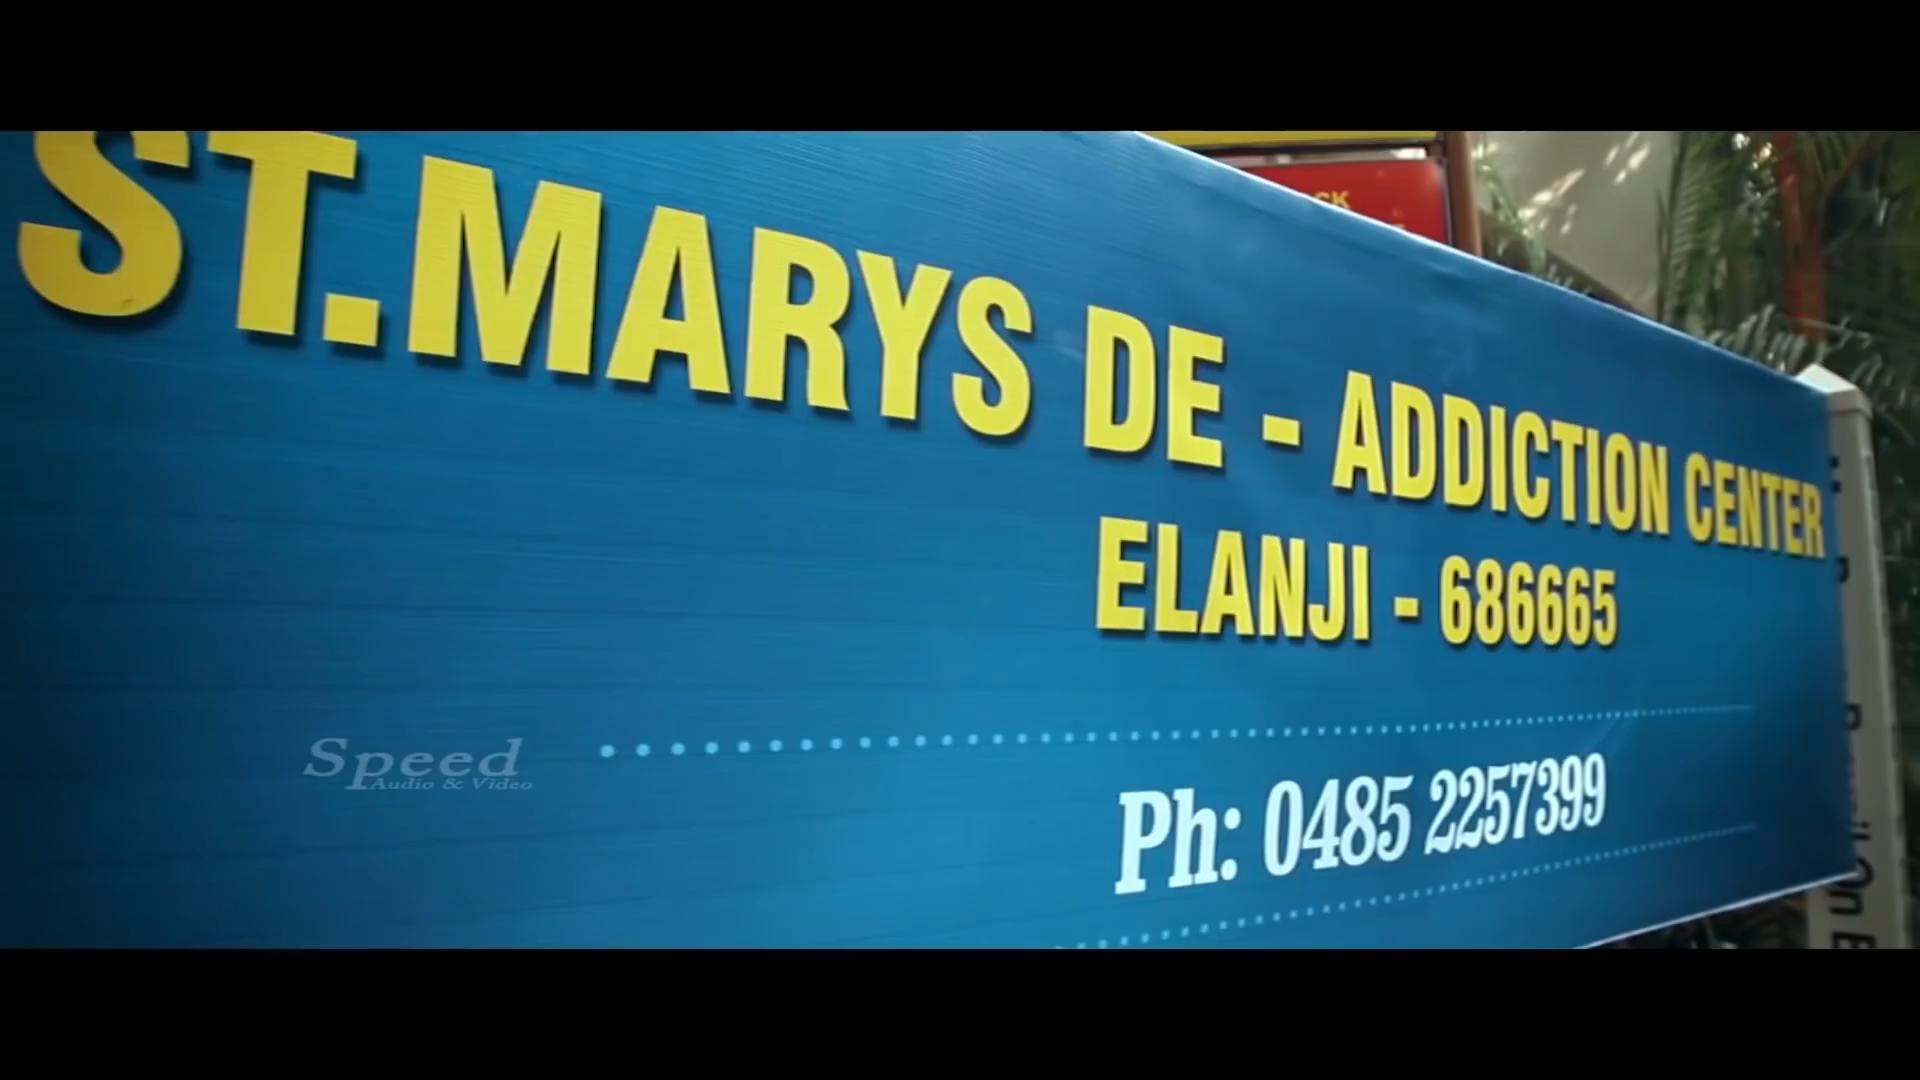 ST.MARYS DE - ADDICTION CENTER
ELANJI - 686665
Ph: 0485 2257399
Speed
Audio & Video